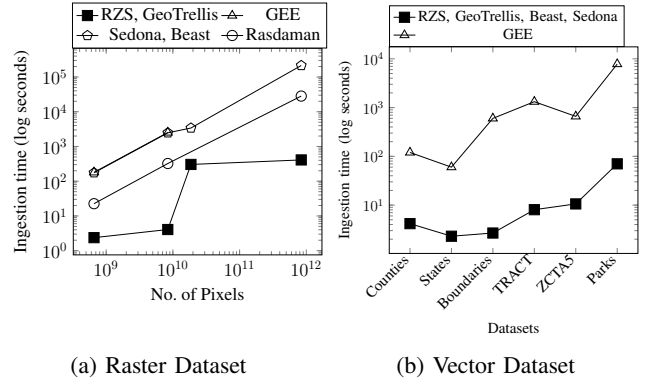 RZS, GeoTrellis GEE
Sedona, Beast Rasdaman
Ingestion time (log seconds)
10^5
10^4
10^3
10^2
10^1
10^0
10^9 10^10 10^11 10^12
No. of Pixels
(a) Raster Dataset
RZS, GeoTrellis, Beast, Sedona
GEE
Ingestion time (log seconds)
10^4
10^3
10^2
10^1
Counties
States
Boundaries
TRACT
ZCTA5
Parks
Datasets
(b) Vector Dataset